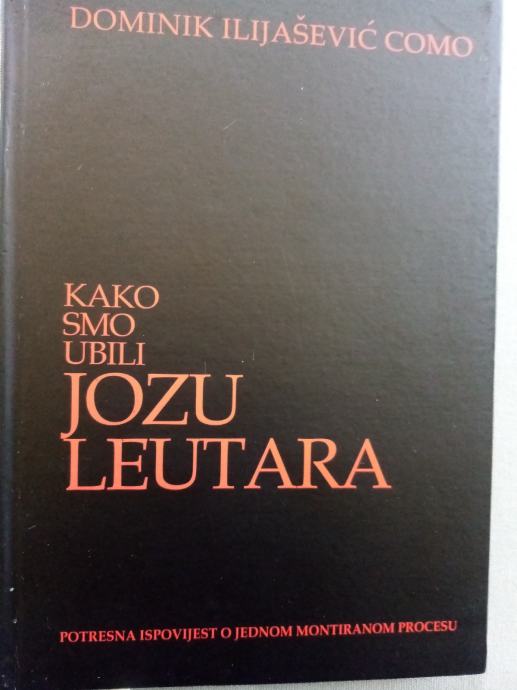 DOMINIK ILIJAŠEVIĆ COMO
KAKO
SMO
UBILI
JOZU
LEUTARA
POTRESNA ISPOVIJEST O JEDNOM MONTIRANOM PROCESU